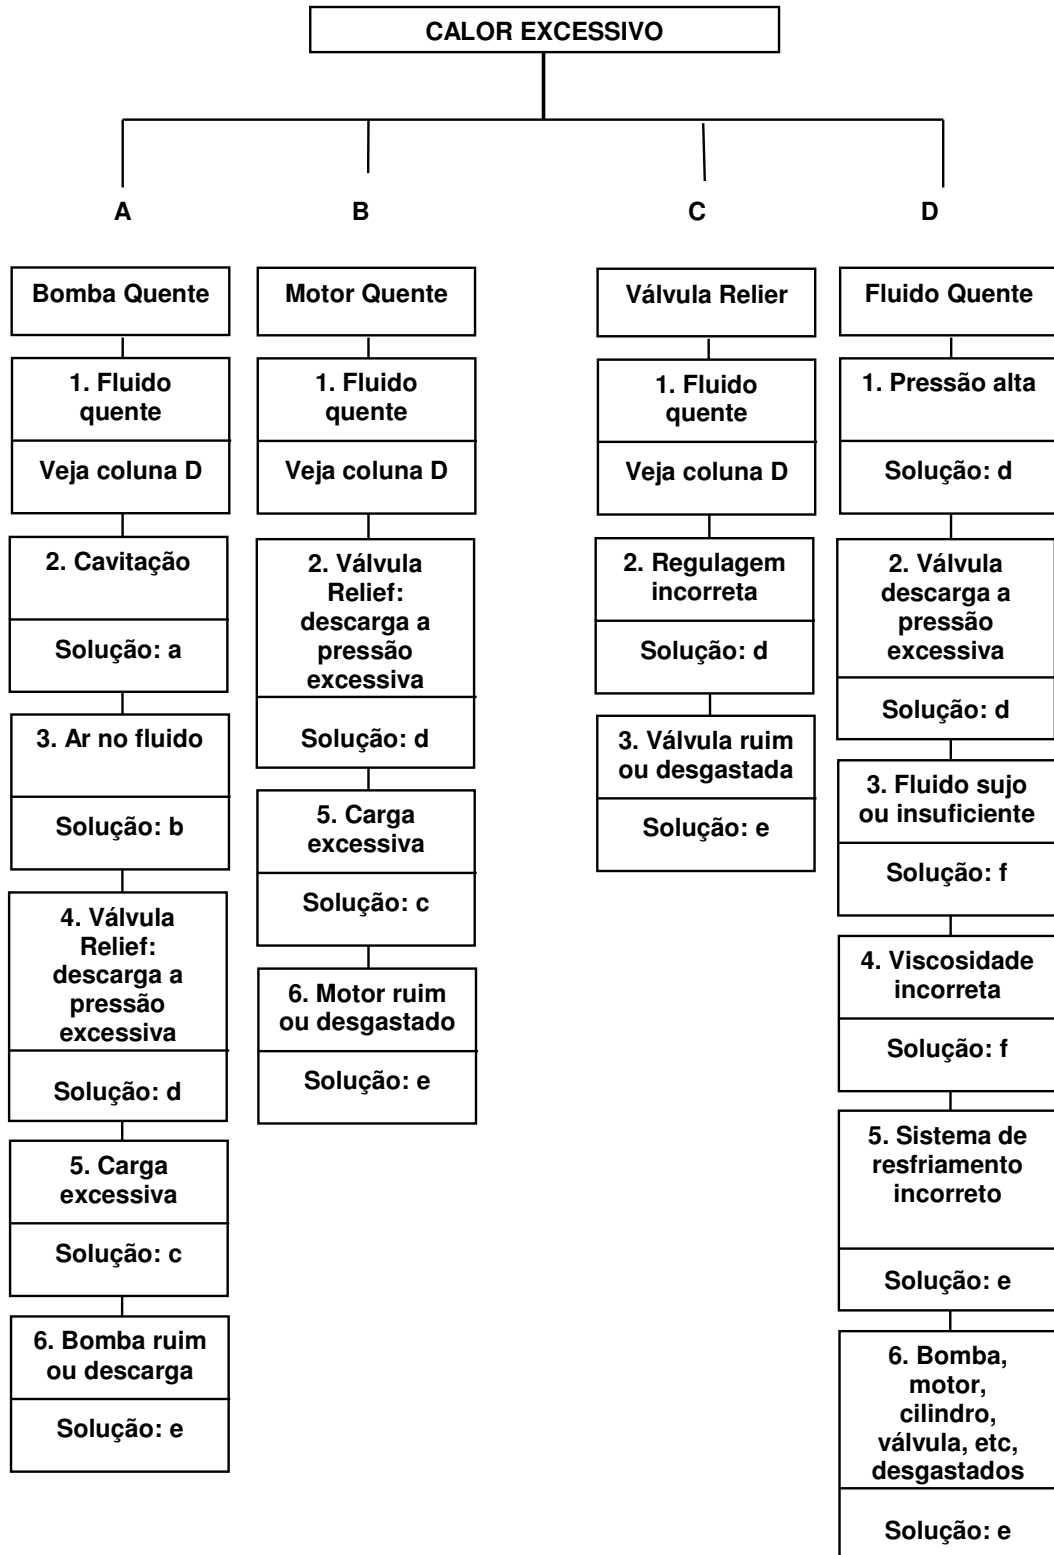 CALOR EXCESSIVO
A
B
C
D
Bomba Quente
1. Fluido
quente
Veja coluna D
2. Cavitação
Solução: a
3. Ar no fluido
Solução: b
4. Válvula
Relief:
descarga a
pressão
excessiva
Solução: d
5. Carga
excessiva
Solução: c
6. Bomba ruim
ou descarga
Solução: e
Motor Quente
1. Fluido
quente
Veja coluna D
2. Válvula
Relief:
descarga a
pressão
excessiva
Solução: d
5. Carga
excessiva
Solução: c
6. Motor ruim
ou desgastado
Solução: e
Válvula Relier
1. Fluido
quente
Veja coluna D
2. Regulagem
incorreta
Solução: d
3. Válvula ruim
ou desgastada
Solução: e
Fluido Quente
1. Pressão alta
Solução: d
2. Válvula
descarga a
pressão
excessiva
Solução: d
3. Fluido sujo
ou insuficiente
Solução: f
4. Viscosidade
incorreta
Solução: f
5. Sistema de
resfriamento
incorreto
Solução: e
6. Bomba,
motor,
cilindro,
válvula, etc,
desgastados
Solução: e